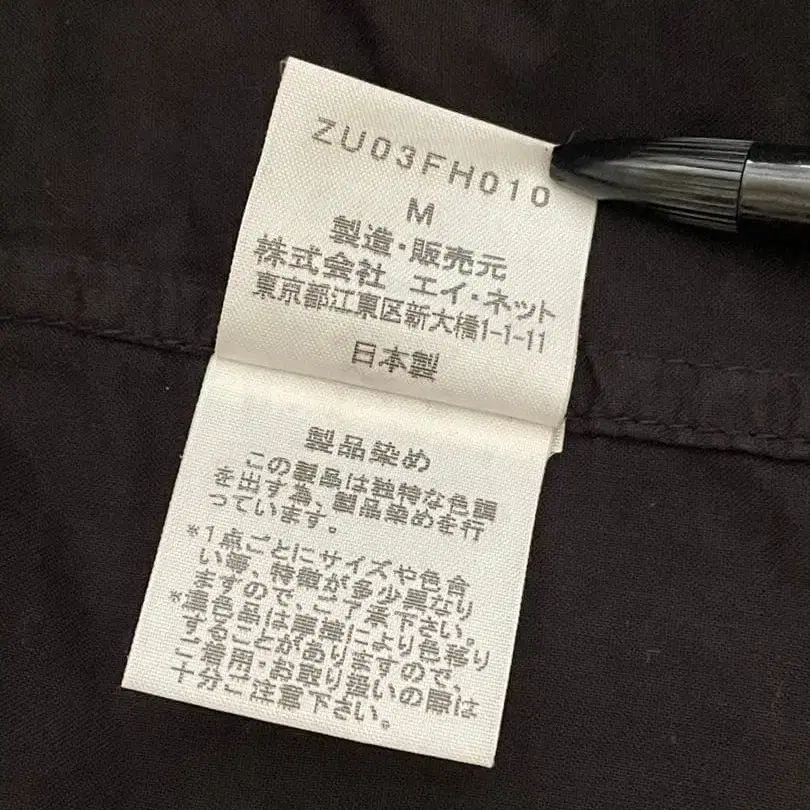 ZU03FH010
M
製造・販売元
株式会社 エイ・ネット
東京都江東区新大橋1-1-11
日本製
製品染め
この製品は独特な色調
を出す為、製品染めを行
っています。
*1点ごとにサイズや色合
い等、特徴が多少異なり
ますので、ご了承下さい。
*濃色系は摩擦により色移り
することがありますので、
ご着用・お取り扱いの際は
十分ご注意下さい。